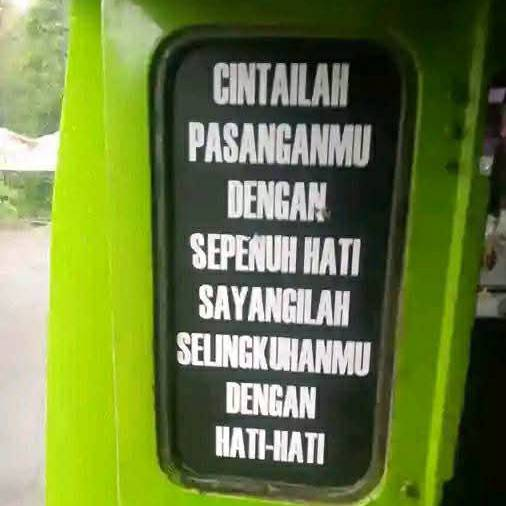 CINTAILAH
PASANGANMU
DENGAN
SEPENUH HATI
SAYANGILAH
SELINGKUHANMU
DENGAN
HATI-HATI